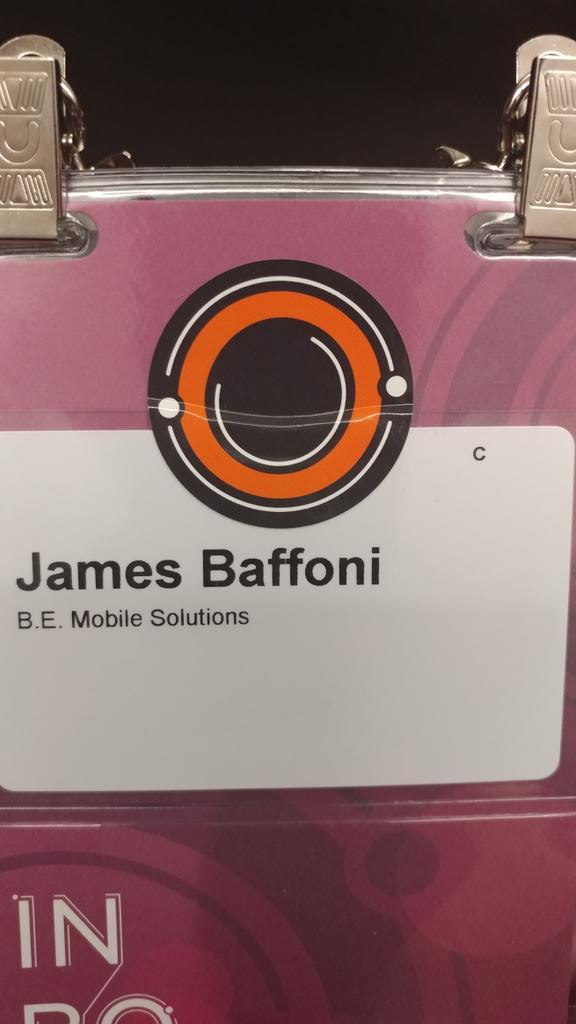 C
James Baffoni
B.E. Mobile Solutions
IN